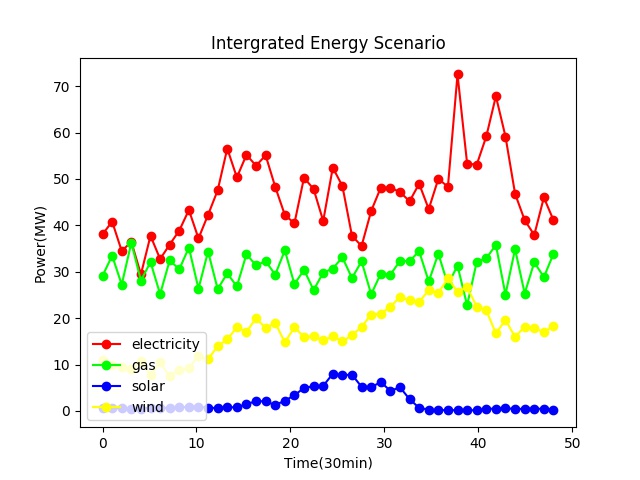 Intergrated Energy Scenario
Power(MW)
70
60
50
40
30
20
10
0
electricity
gas
solar
wind
0 10 20 30 40 50
Time(30min)